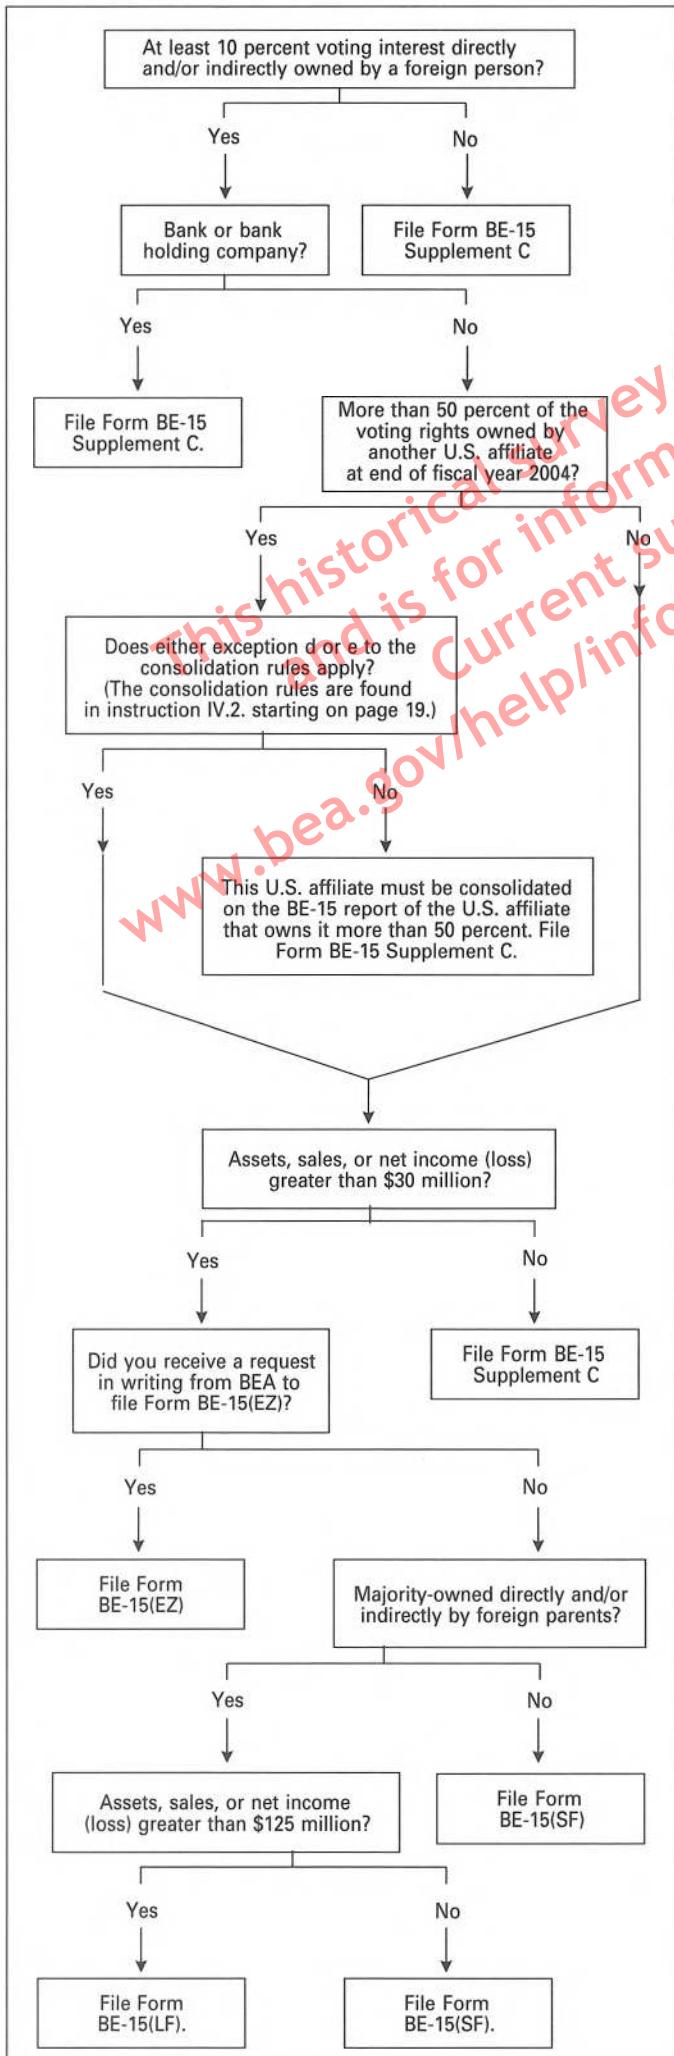 At least 10 percent voting interest directly
and/or indirectly owned by a foreign person?
Yes
No
Bank or bank
holding company?
File Form BE-15
Supplement C
Yes
No
File Form BE-15
Supplement C.
More than 50 percent of the
voting rights owned by
another U.S. affiliate
at end of fiscal year 2004?
Yes
No
Does either exception d or e to the
consolidation rules apply?
(The consolidation rules are found
in instruction IV.2. starting on page 19.)
Yes
No
This U.S. affiliate must be consolidated
on the BE-15 report of the U.S. affiliate
that owns it more than 50 percent. File
Form BE-15 Supplement C.
Assets, sales, or net income (loss)
greater than $30 million?
Yes
No
Did you receive a request
in writing from BEA to
file Form BE-15(EZ)?
File Form BE-15
Supplement C
Yes
No
File Form
BE-15(EZ)
Majority-owned directly and/or
indirectly by foreign parents?
Yes
No
Assets, sales, or net income
(loss) greater than $125 million?
File Form
BE-15(SF)
Yes
No
File Form
BE-15(LF).
File Form
BE-15(SF).
This historical survey
and is for inform
Current su
www.bea.gov/help/info